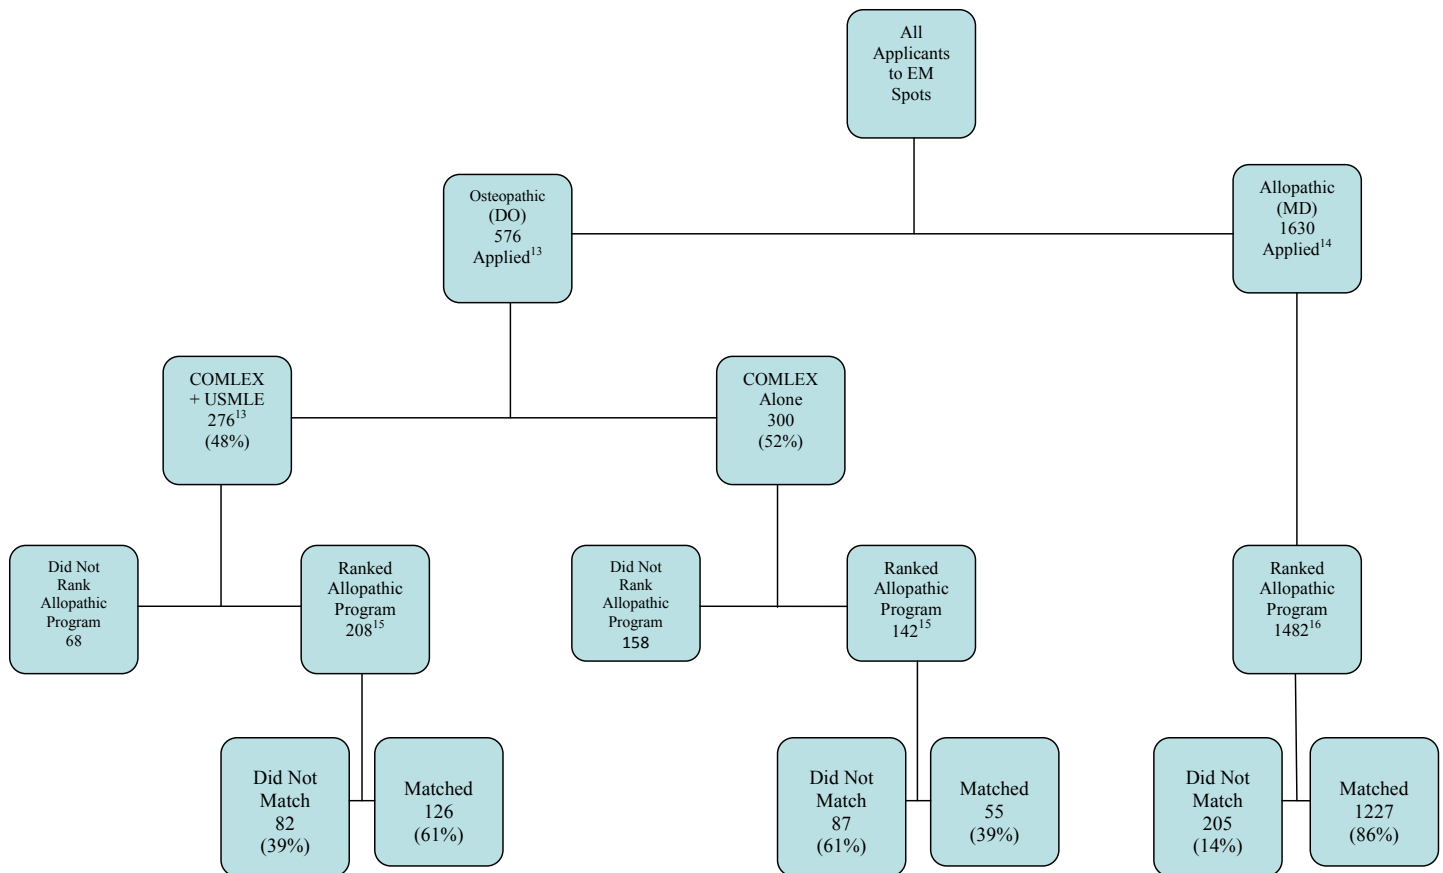 All
Applicants
to EM
Spots
Osteopathic
(DO)
576
Applied13
Allopathic
(MD)
1630
Applied14
COMLEX
+ USMLE
27613
(48%)
COMLEX
Alone
300
(52%)
Did Not
Rank
Allopathic
Program
68
Ranked
Allopathic
Program
20815
Did Not
Rank
Allopathic
Program
158
Ranked
Allopathic
Program
14215
Ranked
Allopathic
Program
148216
Did Not
Match
82
(39%)
Matched
126
(61%)
Did Not
Match
87
(61%)
Matched
55
(39%)
Did Not
Match
205
(14%)
Matched
1227
(86%)